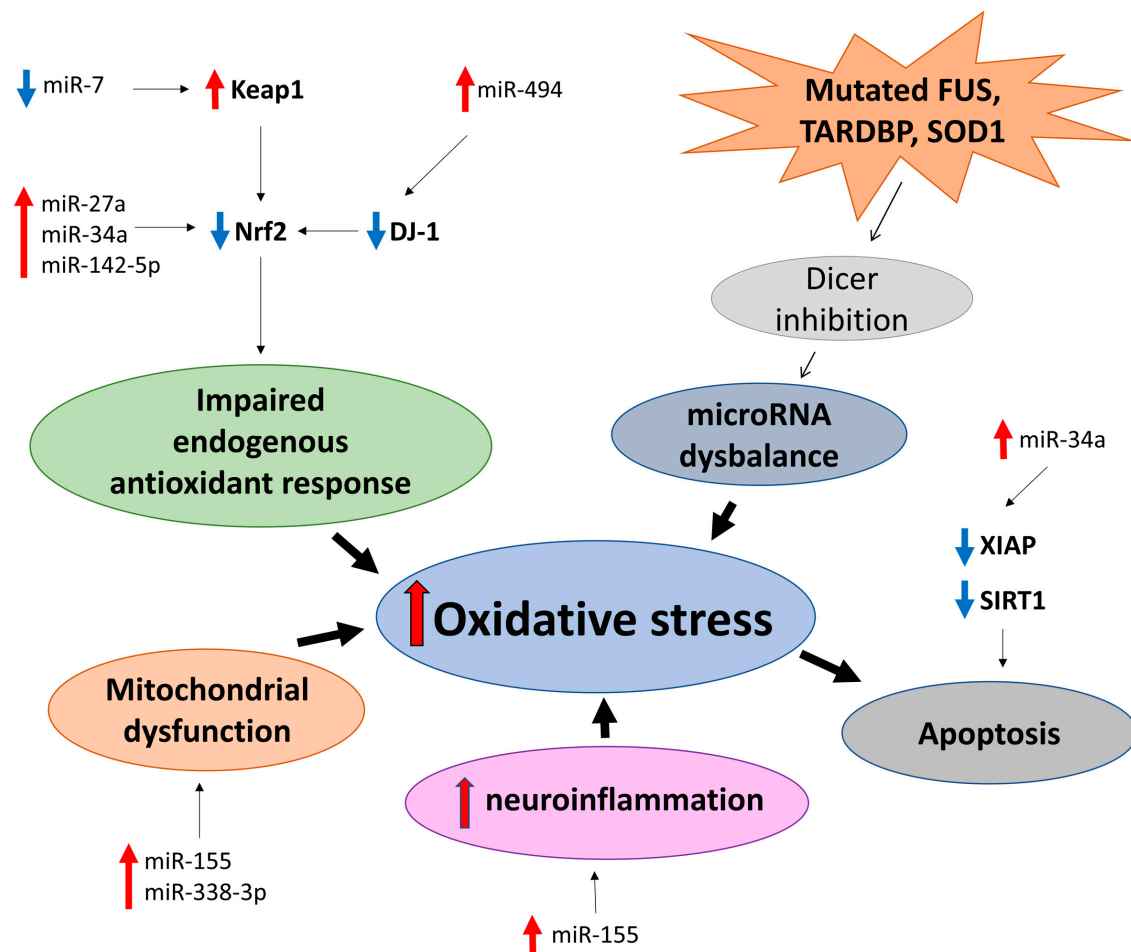 miR-7
Keap1
miR-494
Mutated FUS,
TARDBP, SOD1
miR-27a
miR-34a
miR-142-5p
Nrf2
DJ-1
Dicer
inhibition
Impaired
endogenous
antioxidant response
microRNA
dysbalance
miR-34a
XIAP
SIRT1
Oxidative stress
Mitochondrial
dysfunction
Apoptosis
neuroinflammation
miR-155
miR-338-3p
miR-155